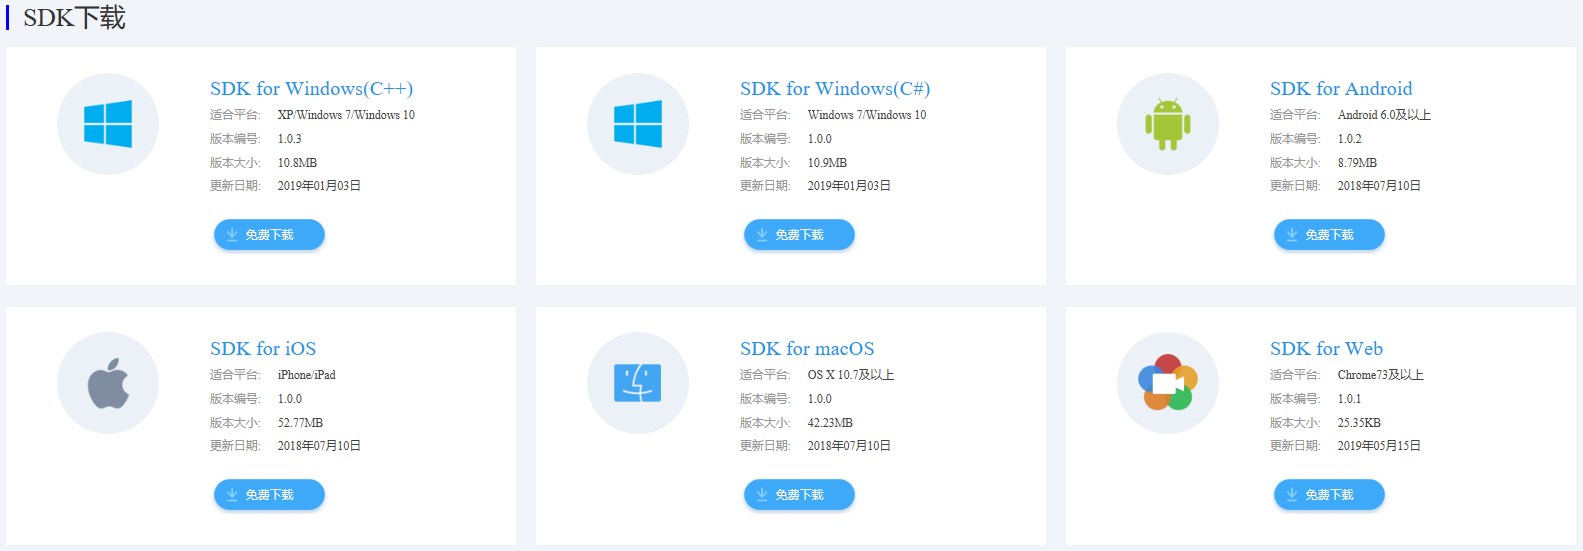 SDK下载
SDK for Windows(C++)
适合平台: XP/Windows 7/Windows 10
版本编号: 1.0.3
版本大小: 10.8MB
更新日期: 2019年01月03日
免费下载
SDK for Windows(C#)
适合平台: Windows 7/Windows 10
版本编号: 1.0.0
版本大小: 10.9MB
更新日期: 2019年01月03日
免费下载
SDK for Android
适合平台: Android 6.0及以上
版本编号: 1.0.2
版本大小: 8.79MB
更新日期: 2018年07月10日
免费下载
SDK for iOS
适合平台: iPhone/iPad
版本编号: 1.0.0
版本大小: 52.77MB
更新日期: 2018年07月10日
免费下载
SDK for macOS
适合平台: OS X 10.7及以上
版本编号: 1.0.0
版本大小: 42.23MB
更新日期: 2018年07月10日
免费下载
SDK for Web
适合平台: Chrome73及以上
版本编号: 1.0.1
版本大小: 25.35KB
更新日期: 2019年05月15日
免费下载